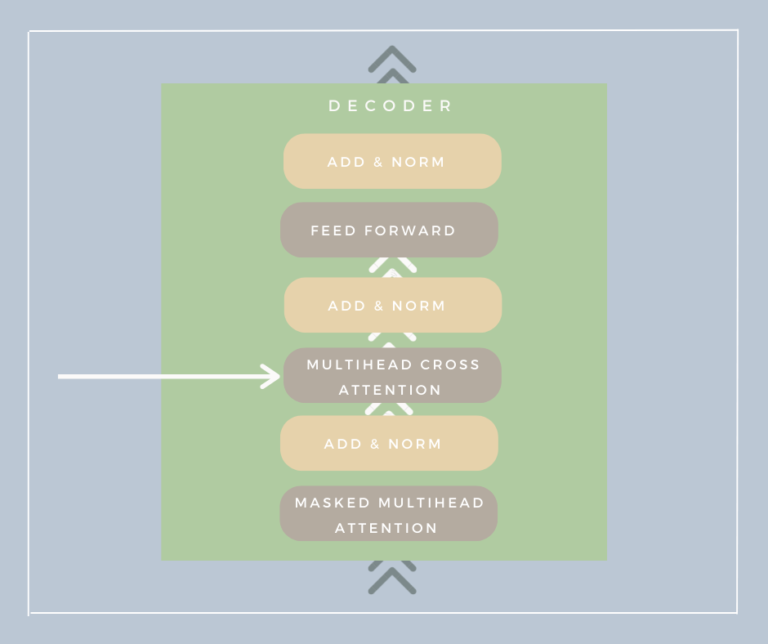 DECODER
ADD & NORM
FEED FORWARD
ADD & NORM
MULTIHEAD CROSS
ATTENTION
ADD & NORM
MASKED MULTIHEAD
ATTENTION